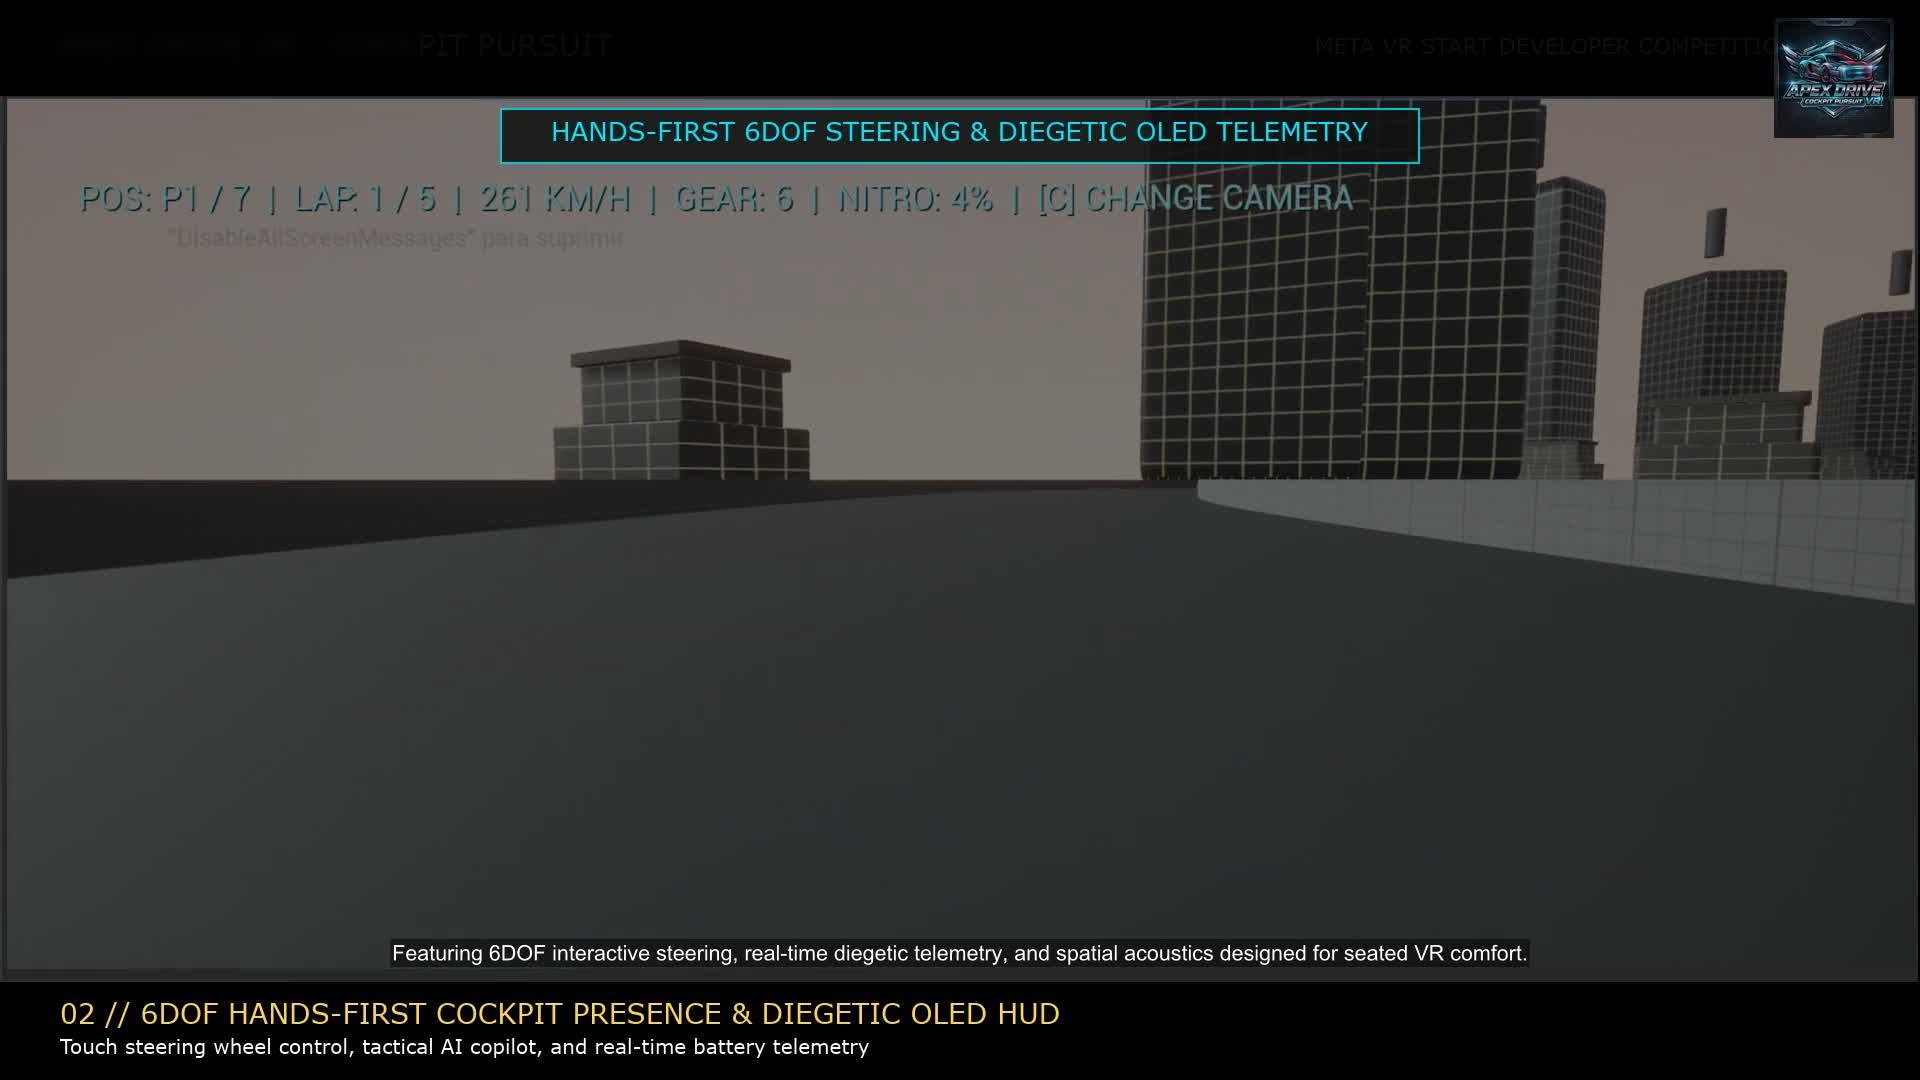 PIT PURSUIT
META VR START DEVELOPER COMPETITIO
APEX DRIVE
COCKPIT PURSUIT VR
HANDS-FIRST 6DOF STEERING & DIEGETIC OLED TELEMETRY
POS: P1 / 7 | LAP: 1 / 5 | 261 KM/H | GEAR: 6 | NITRO: 4% | [C] CHANGE CAMERA
"DisableAllScreenMessages" para suprimir
Featuring 6DOF interactive steering, real-time diegetic telemetry, and spatial acoustics designed for seated VR comfort.
02 // 6DOF HANDS-FIRST COCKPIT PRESENCE & DIEGETIC OLED HUD
Touch steering wheel control, tactical AI copilot, and real-time battery telemetry